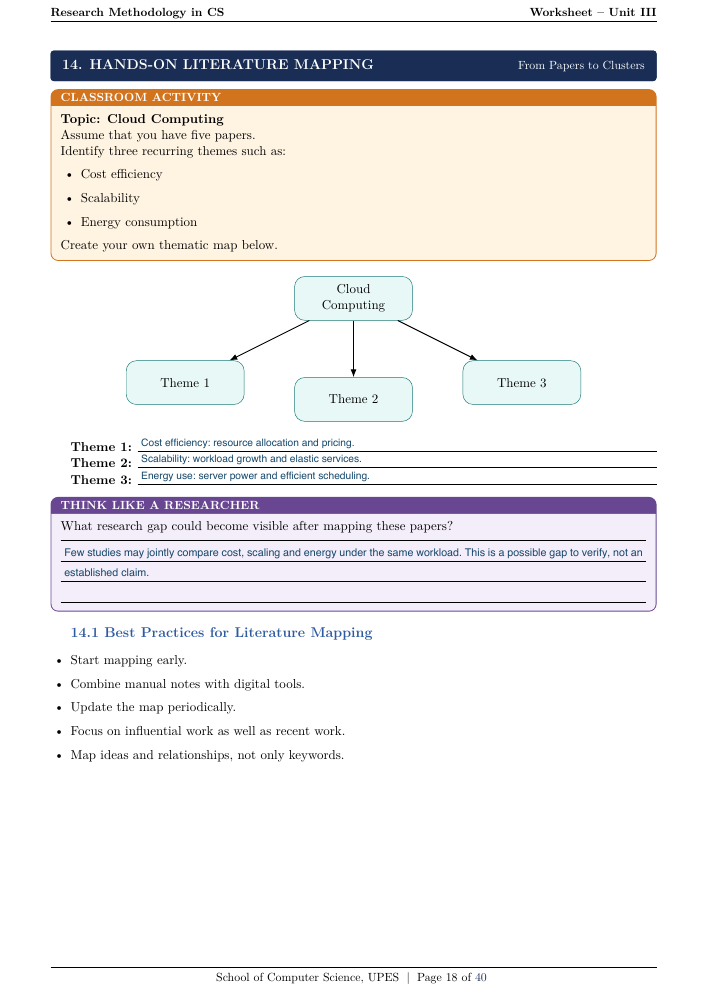 Research Methodology in CS Worksheet – Unit III
14. HANDS-ON LITERATURE MAPPING From Papers to Clusters
CLASSROOM ACTIVITY
Topic: Cloud Computing
Assume that you have five papers.
Identify three recurring themes such as:
• Cost efficiency
• Scalability
• Energy consumption
Create your own thematic map below.
Cloud
Computing
Theme 1
Theme 2
Theme 3
Theme 1: Cost efficiency: resource allocation and pricing.
Theme 2: Scalability: workload growth and elastic services.
Theme 3: Energy use: server power and efficient scheduling.
THINK LIKE A RESEARCHER
What research gap could become visible after mapping these papers?
Few studies may jointly compare cost, scaling and energy under the same workload. This is a possible gap to verify, not an
established claim.
14.1 Best Practices for Literature Mapping
• Start mapping early.
• Combine manual notes with digital tools.
• Update the map periodically.
• Focus on influential work as well as recent work.
• Map ideas and relationships, not only keywords.
School of Computer Science, UPES | Page 18 of 40